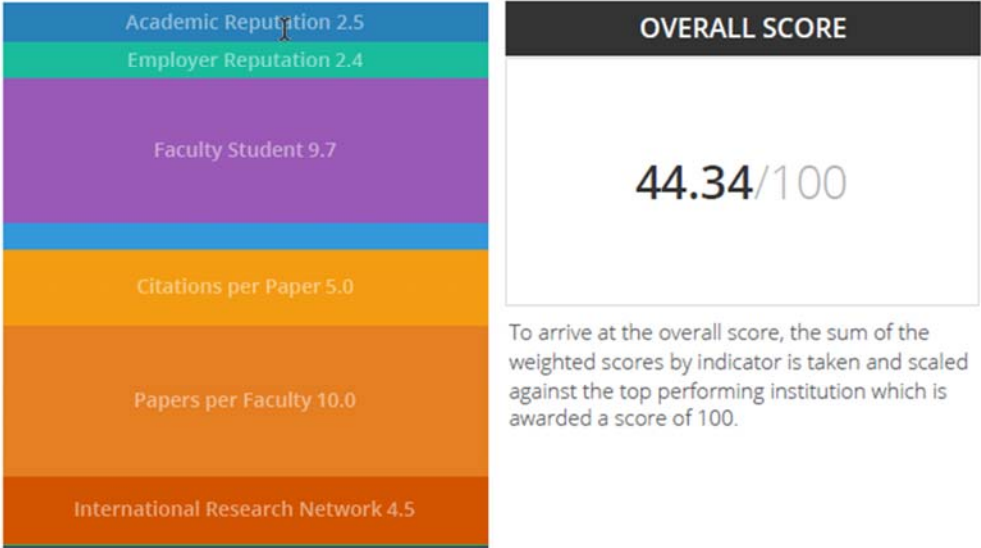 Academic Reputation 2.5
Employer Reputation 2.4
Faculty Student 9.7
Citations per Paper 5.0
Papers per Faculty 10.0
International Research Network 4.5
OVERALL SCORE
44.34/100
To arrive at the overall score, the sum of the
weighted scores by indicator is taken and scaled
against the top performing institution which is
awarded a score of 100.